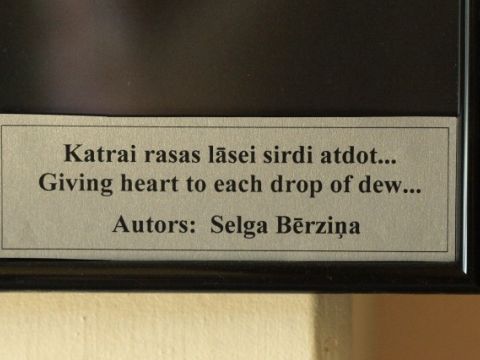 Katrai rasas lāsei sirdi atdot...
Giving heart to each drop of dew...
Autors: Selga Bērziņa